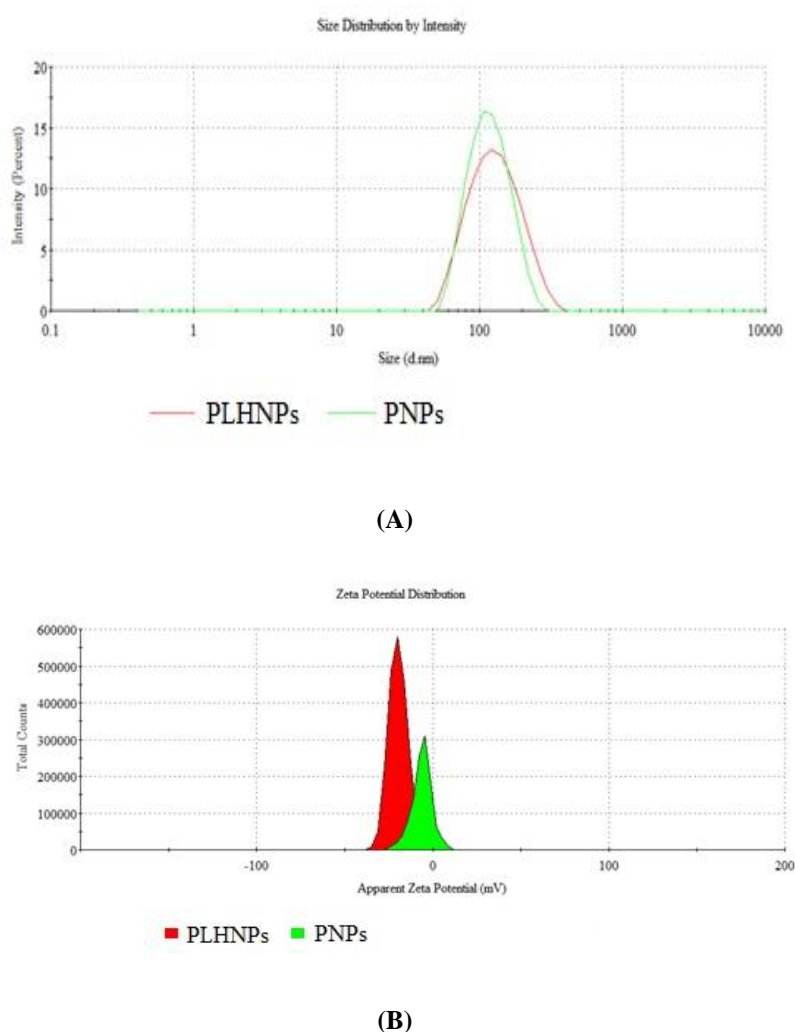 Size Distribution by Intensity
20
15
10
5
0
Intensity (Percent)
0.1 1 10 100 1000 10000
Size (d.nm)
PLHNPs PNPs
(A)
Zeta Potential Distribution
600000
500000
400000
300000
200000
100000
0
Total Counts
-100 0 100 200
Apparent Zeta Potential (mV)
PLHNPs PNPs
(B)